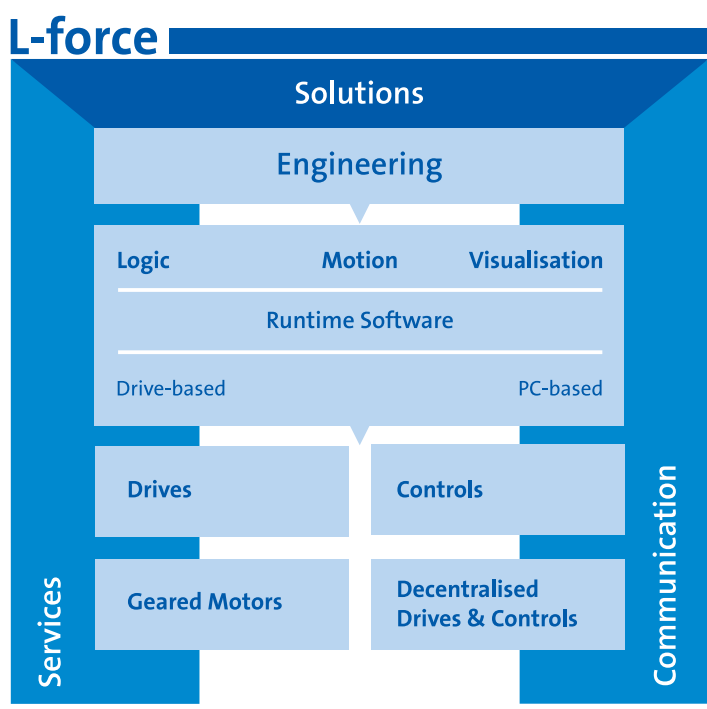 L-force
Solutions
Engineering
Logic Motion Visualisation
Runtime Software
Drive-based PC-based
Drives
Controls
Geared Motors
Decentralised
Drives & Controls
Services
Communication